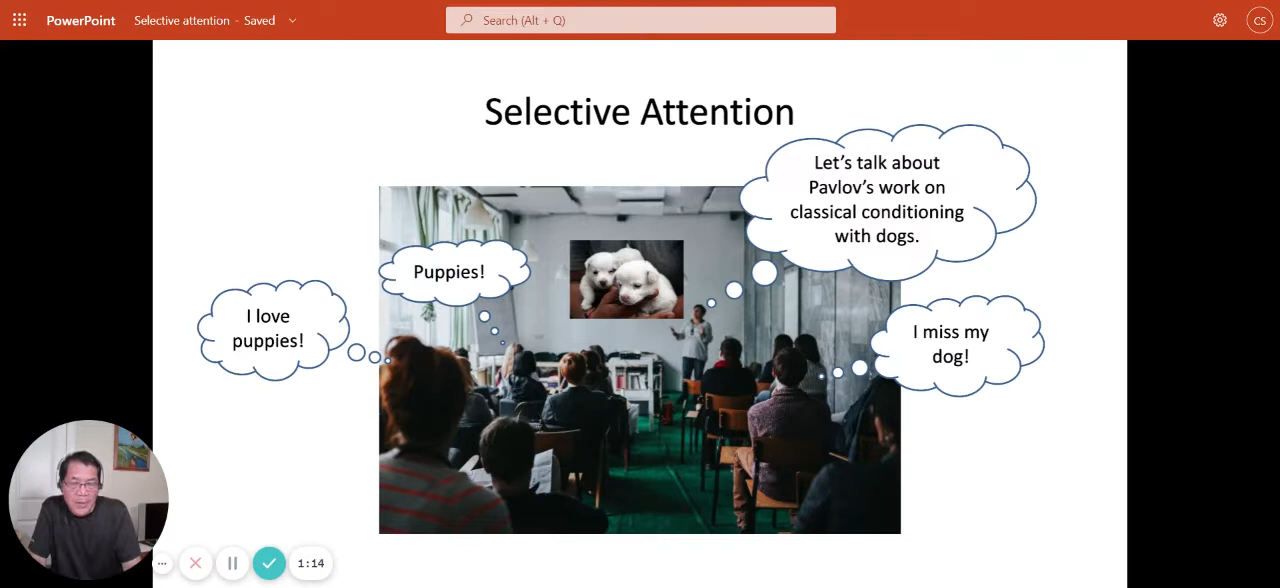 PowerPoint Selective attention - Saved Search (Alt + Q) CS
Selective Attention
Let's talk about
Pavlov's work on
classical conditioning
with dogs.
Puppies!
I love
puppies!
I miss my
dog!
1:14